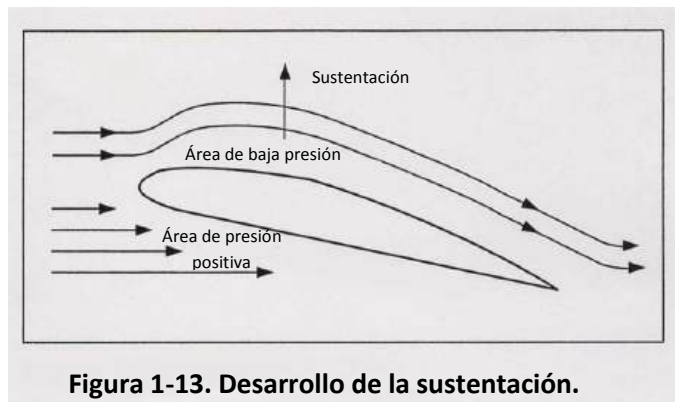 Sustentación
Área de baja presión
Área de presión
positiva
Figura 1-13. Desarrollo de la sustentación.